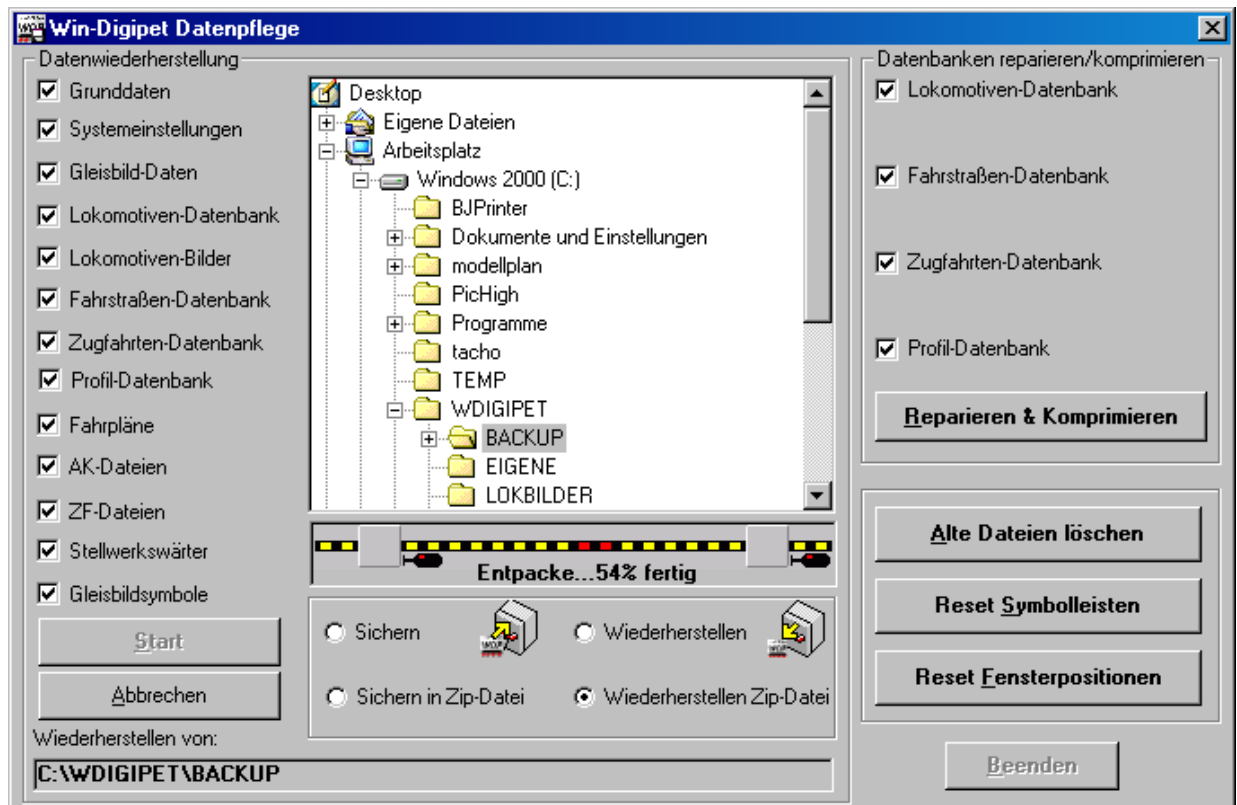 Win-Digipet Datenpflege
Datenwiederherstellung
Grunddaten
Systemeinstellungen
Gleisbild-Daten
Lokomotiven-Datenbank
Lokomotiven-Bilder
Fahrstraßen-Datenbank
Zugfahrten-Datenbank
Profil-Datenbank
Fahrpläne
AK-Dateien
ZF-Dateien
Stellwerkswärter
Gleisbildsymbole
Start
Abbrechen
Desktop
Eigene Dateien
Arbeitsplatz
Windows 2000 (C:)
BJPrinter
Dokumente und Einstellungen
modellplan
PicHigh
Programme
tacho
TEMP
WDIGIPET
BACKUP
EIGENE
LOKBILDER
Entpacke...54% fertig
Sichern
WDP
Wiederherstellen
WDP
Sichern in Zip-Datei
Wiederherstellen Zip-Datei
Wiederherstellen von:
C:\WDIGIPET\BACKUP
Datenbanken reparieren/komprimieren
Lokomotiven-Datenbank
Fahrstraßen-Datenbank
Zugfahrten-Datenbank
Profil-Datenbank
Reparieren & Komprimieren
Alte Dateien löschen
Reset Symbolleisten
Reset Fensterpositionen
Beenden